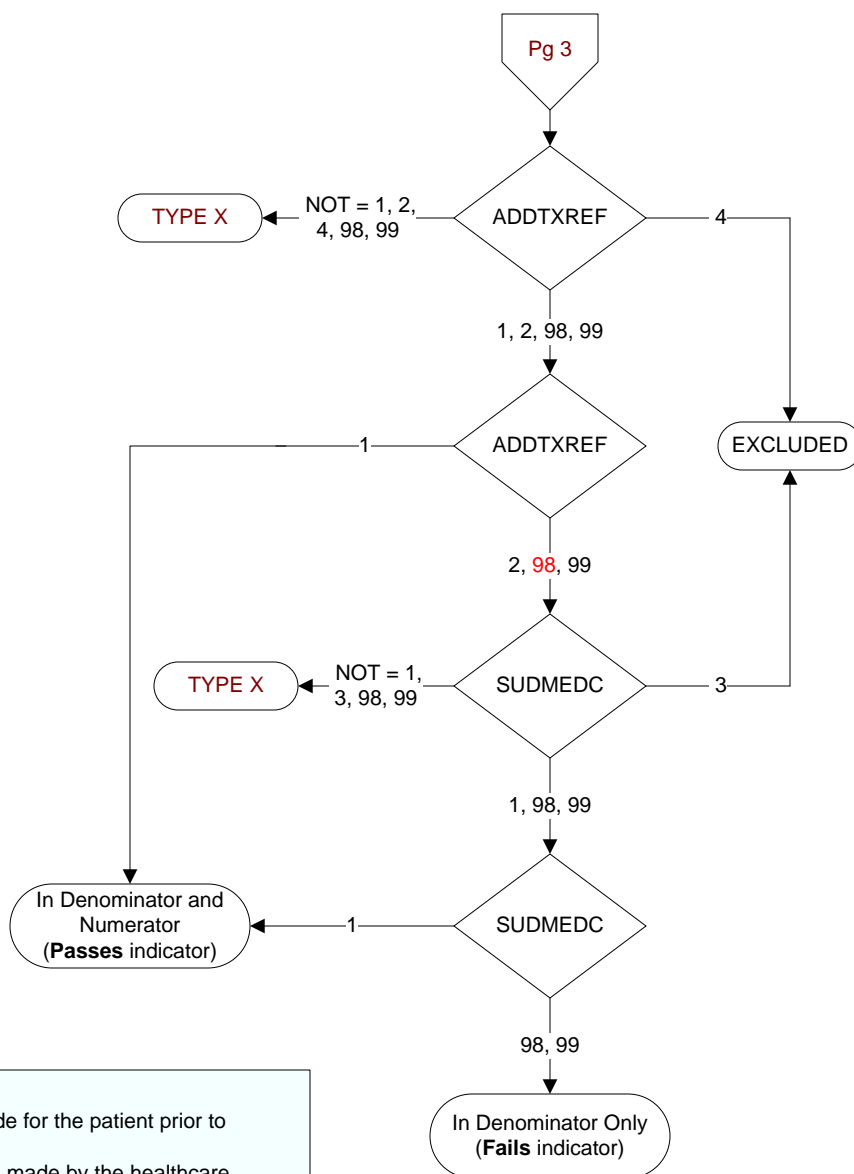 Pg 3
ADDTXREF
TYPE X
NOT = 1, 2,
4, 98, 99
4
1, 2, 98, 99
ADDTXREF
1
EXCLUDED
2, 98, 99
SUDMEDC
TYPE X
NOT = 1,
3, 98, 99
3
1, 98, 99
In Denominator and
Numerator
(Passes indicator)
1
SUDMEDC
98, 99
In Denominator Only
(Fails indicator)
de for the patient prior to
made by the healthcare